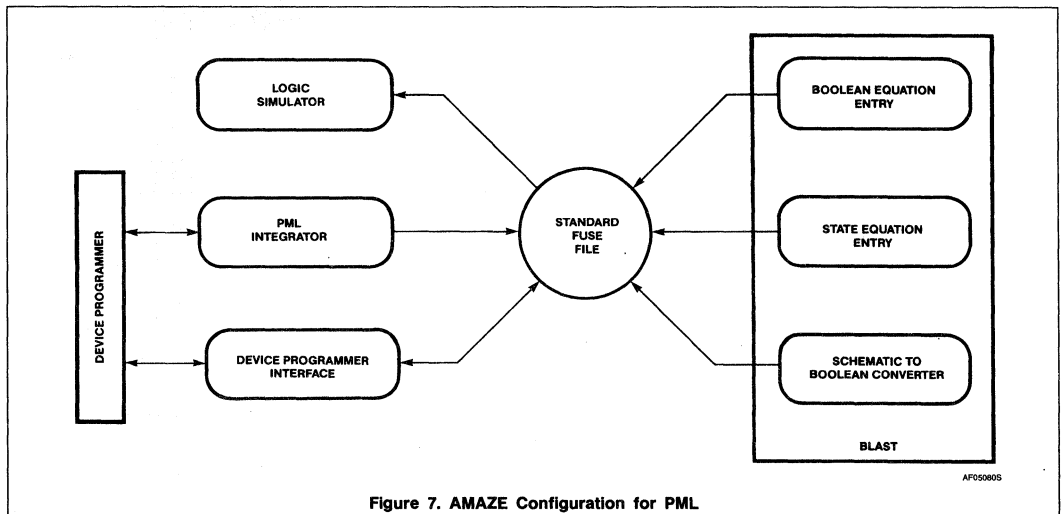 LOGIC
SIMULATOR
BOOLEAN EQUATION
ENTRY
DEVICE PROGRAMMER
PML
INTEGRATOR
STANDARD
FUSE
FILE
STATE EQUATION
ENTRY
DEVICE PROGRAMMER
INTERFACE
SCHEMATIC TO
BOOLEAN CONVERTER
BLAST
AF05080S
Figure 7. AMAZE Configuration for PML